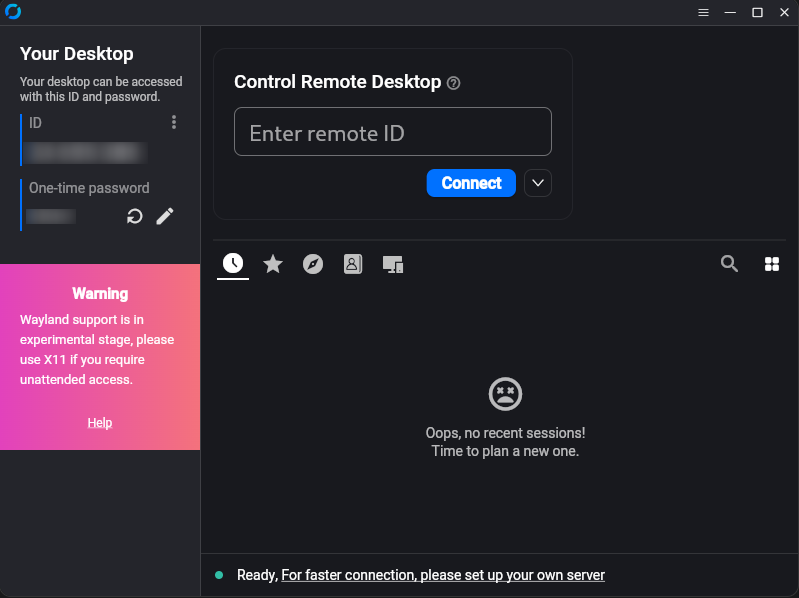 Your Desktop
Your desktop can be accessed
with this ID and password.
ID
One-time password
Warning
Wayland support is in
experimental stage, please
use X11 if you require
unattended access.
Help
Control Remote Desktop
Enter remote ID
Connect
Oops, no recent sessions!
Time to plan a new one.
Ready, For faster connection, please set up your own server